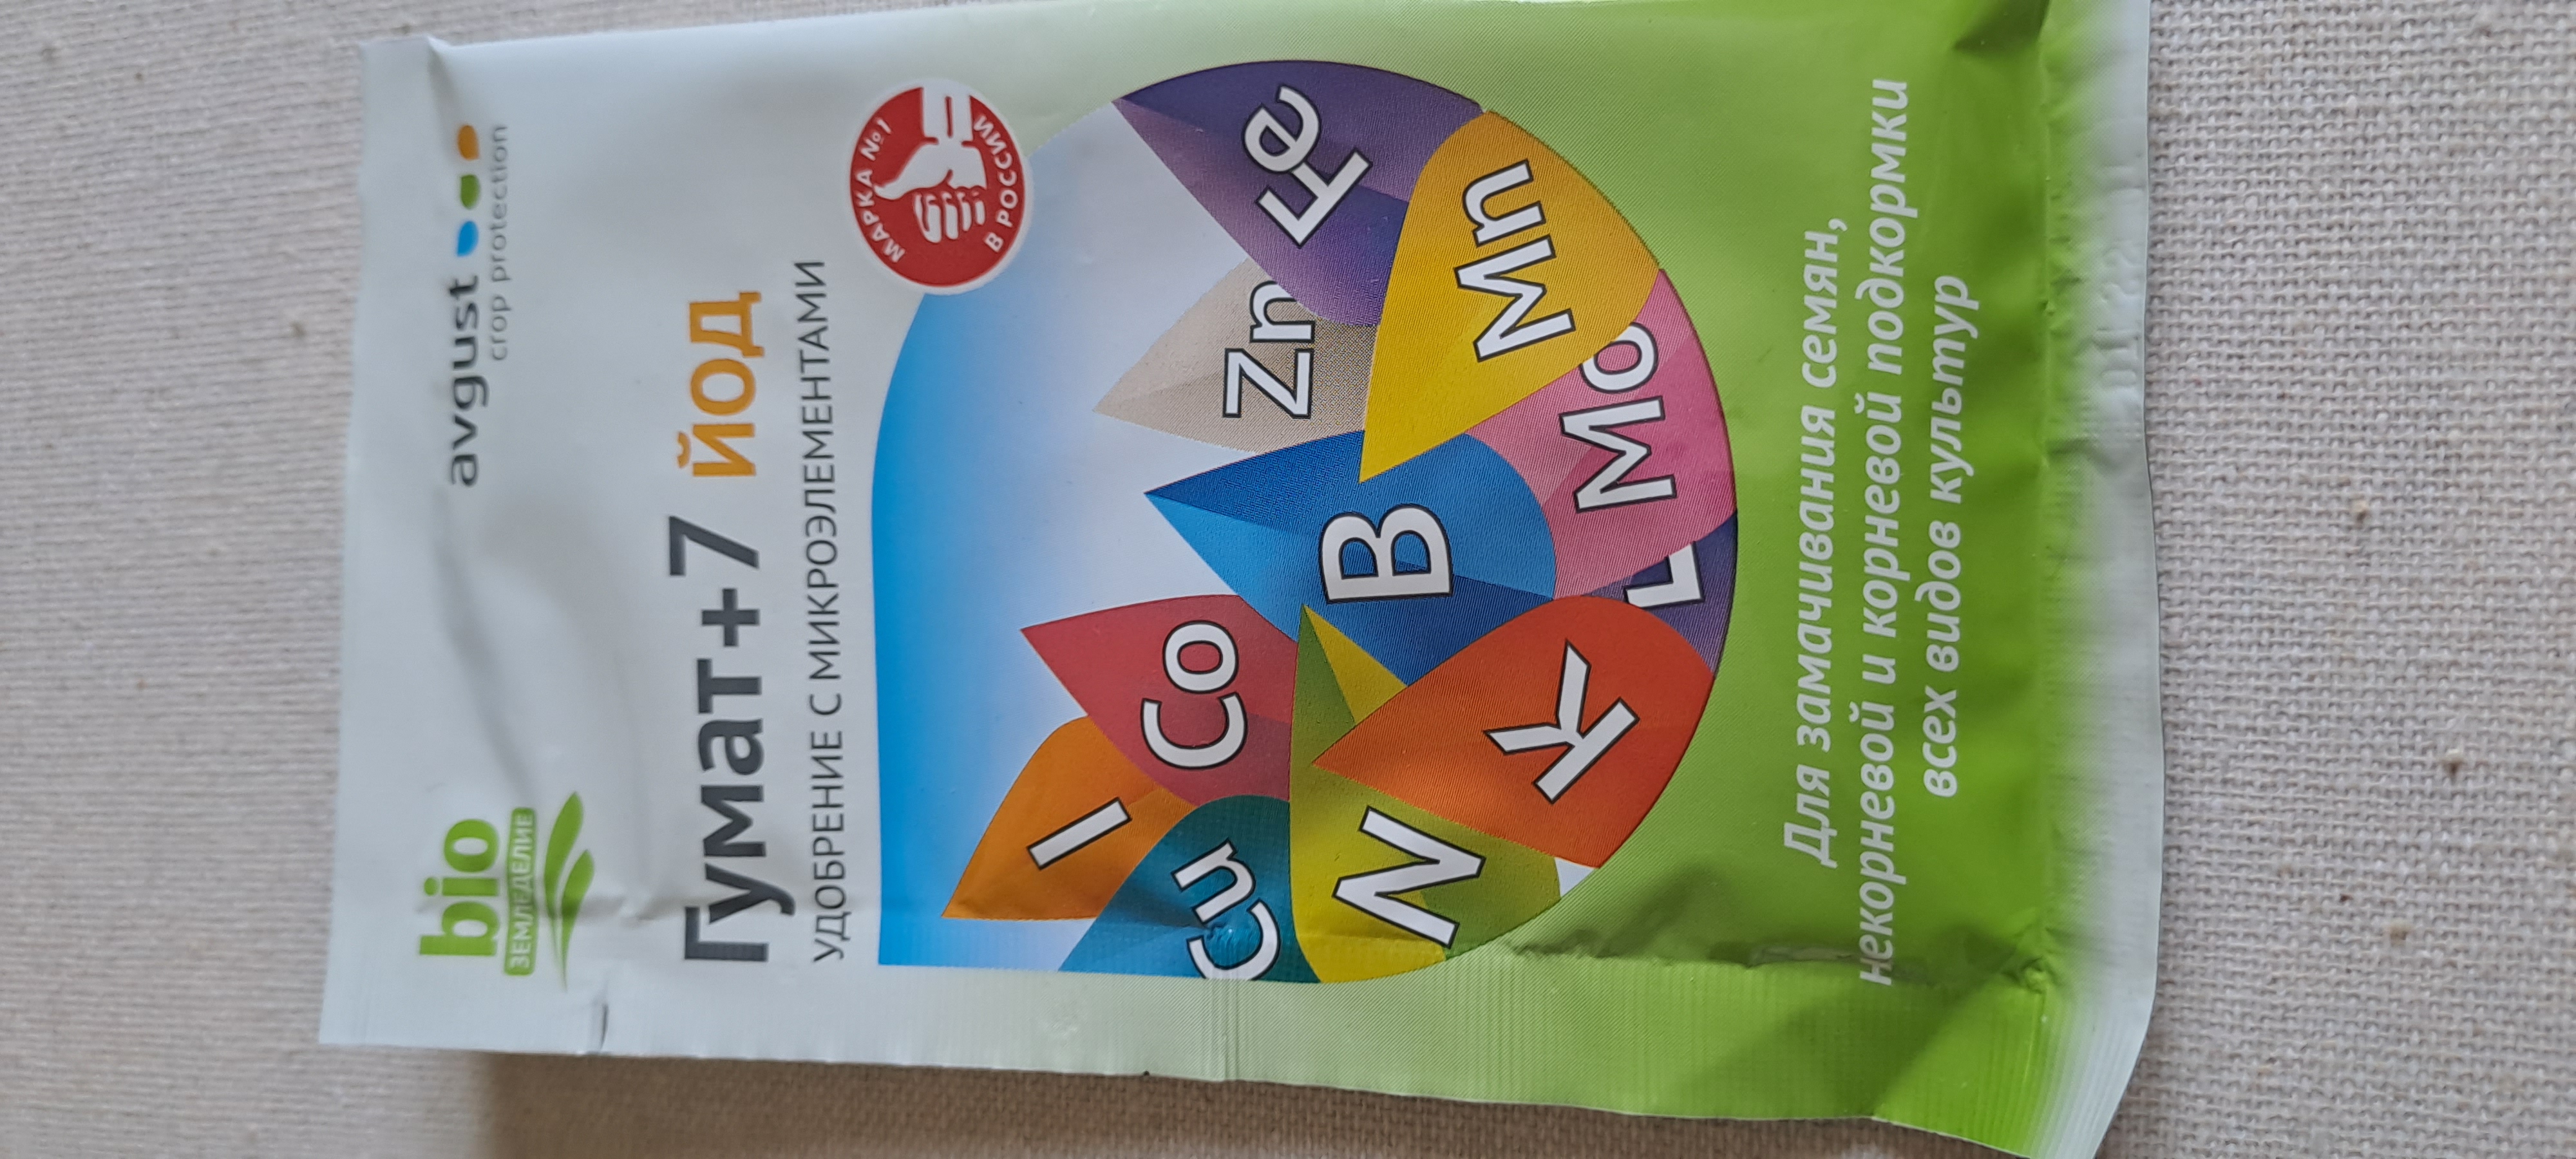 bio
ЗЕМЛЕДЕЛИЕ
avgust
crop protection
Гумат+7 йод
УДОБРЕНИЕ С МИКРОЭЛЕМЕНТАМИ
МАРКА №1
В РОССИИ
I
Co
Zn
Fe
Cu
B
Mn
N
K
Mo
Для замачивания семян,
некорневой и корневой подкормки
всех видов культур